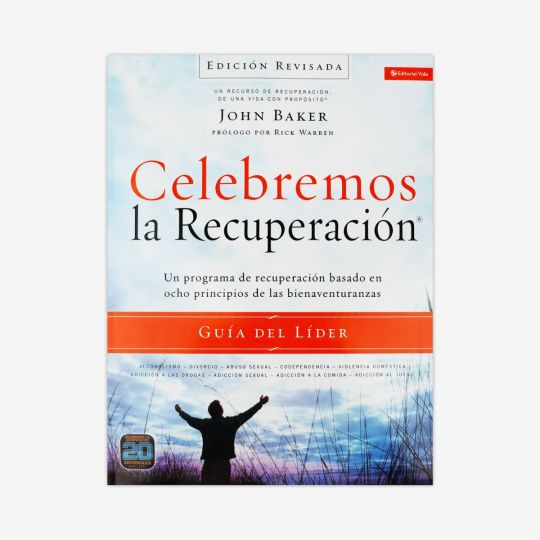 EDICIÓN REVISADA
Editorial Vida
UN RECURSO DE RECUPERACIÓN,
DE UNA VIDA CON PROPÓSITO®
JOHN BAKER
PRÓLOGO POR RICK WARREN
Celebremos
la Recuperación®
Un programa de recuperación basado en
ocho principios de las bienaventuranzas
GUÍA DEL LÍDER
ALCOHOLISMO – DIVORCIO – ABUSO SEXUAL – CODEPENDENCIA – VIOLENCIA DOMÉSTICA
ADICCIÓN A LAS DROGAS – ADICCIÓN SEXUAL – ADICCIÓN A LA COMIDA – ADICCIÓN AL JUEGO
20
ANIVERSARIO